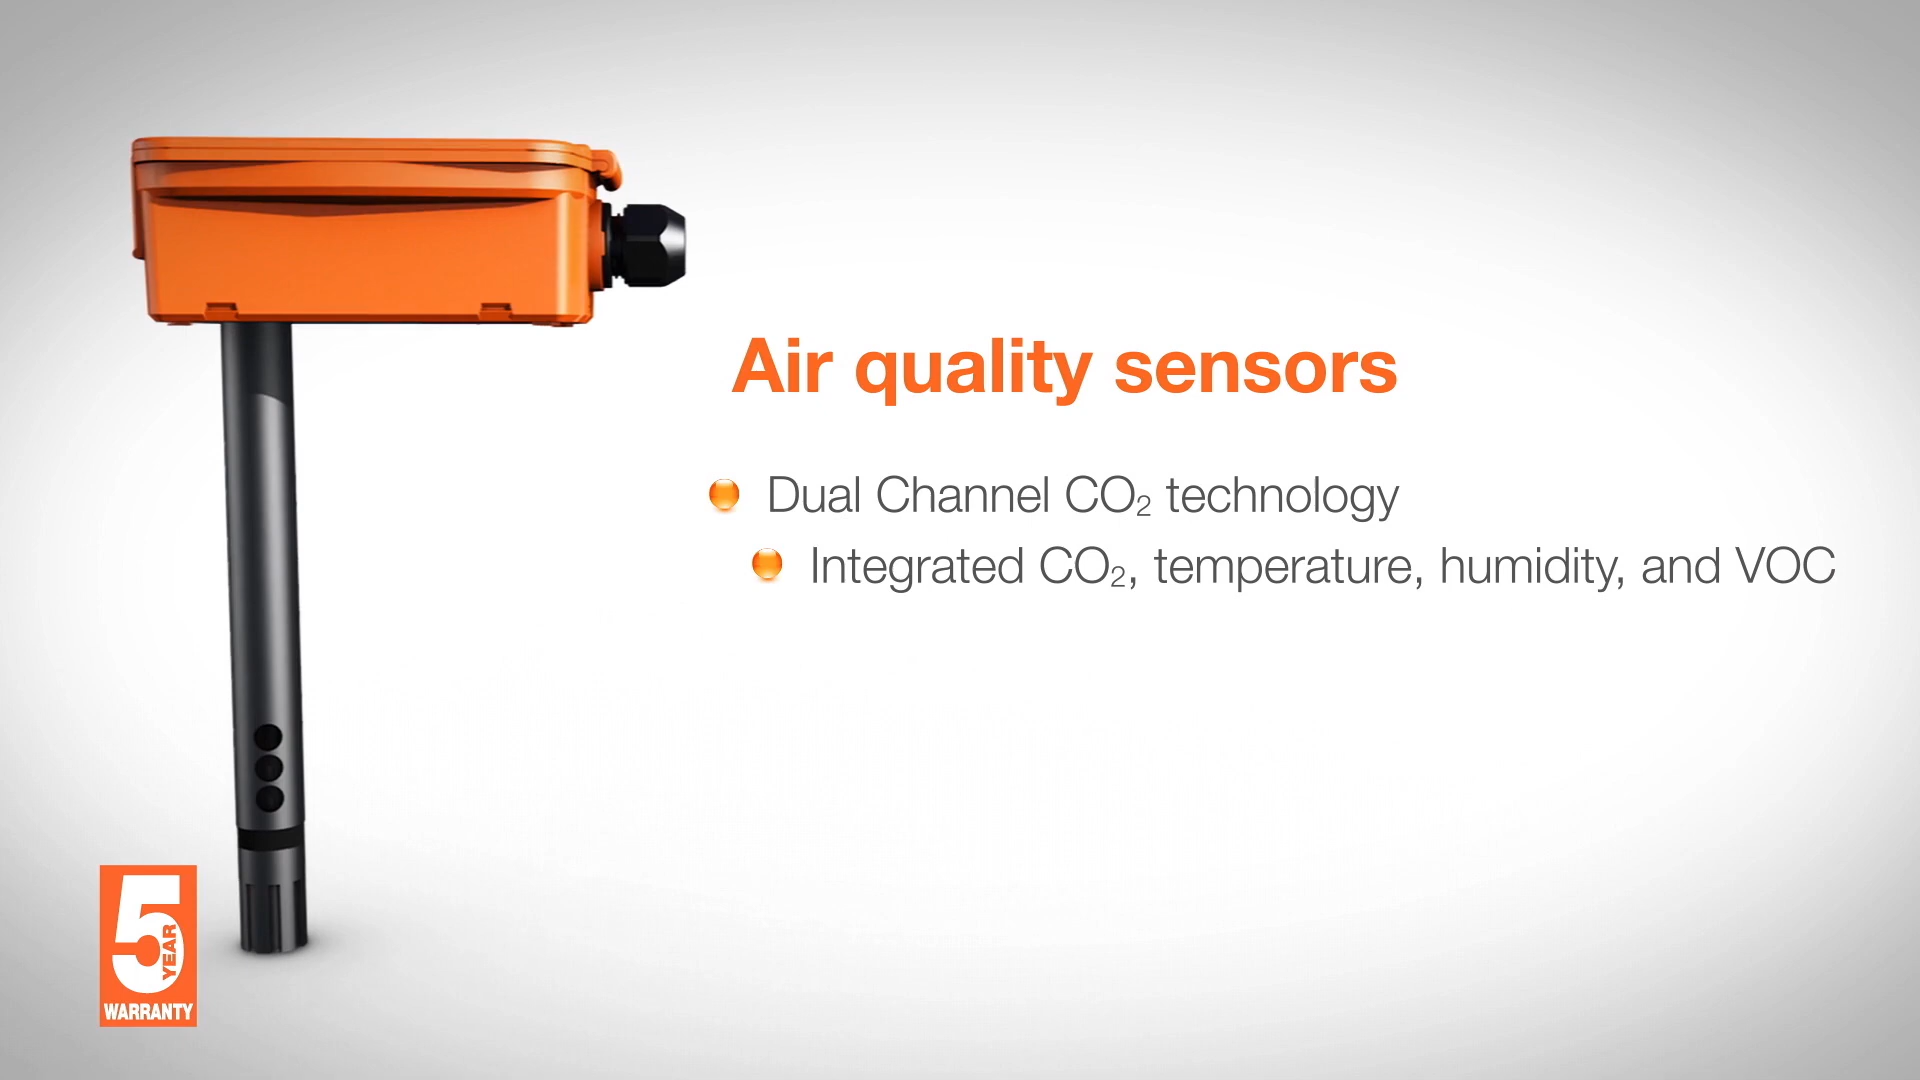 Air quality sensors
Dual Channel CO₂ technology
Integrated CO₂, temperature, humidity, and VOC
5
YEAR
WARRANTY